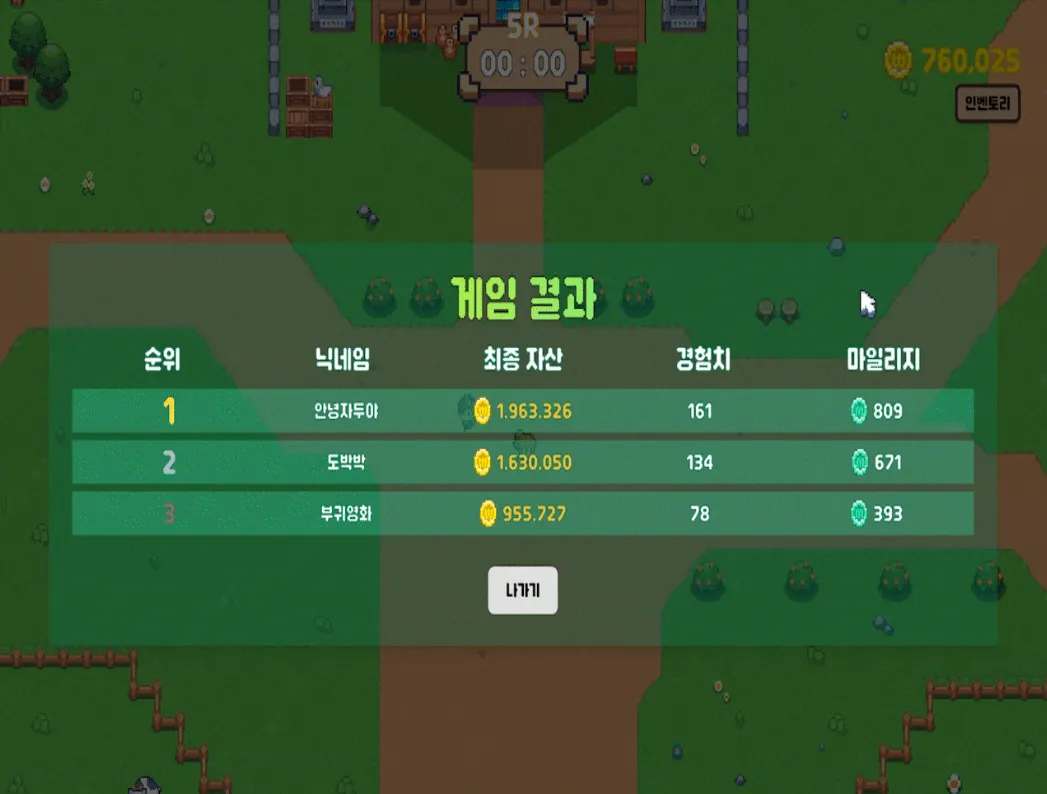 5R
00 : 00
760,025
인벤토리
게임 결과
순위 닉네임 최종 자산 경험치 마일리지
1 안녕자두야 1.963.326 161 809
2 도박박 1.630.050 134 671
3 부귀영화 955.727 78 393
나가기